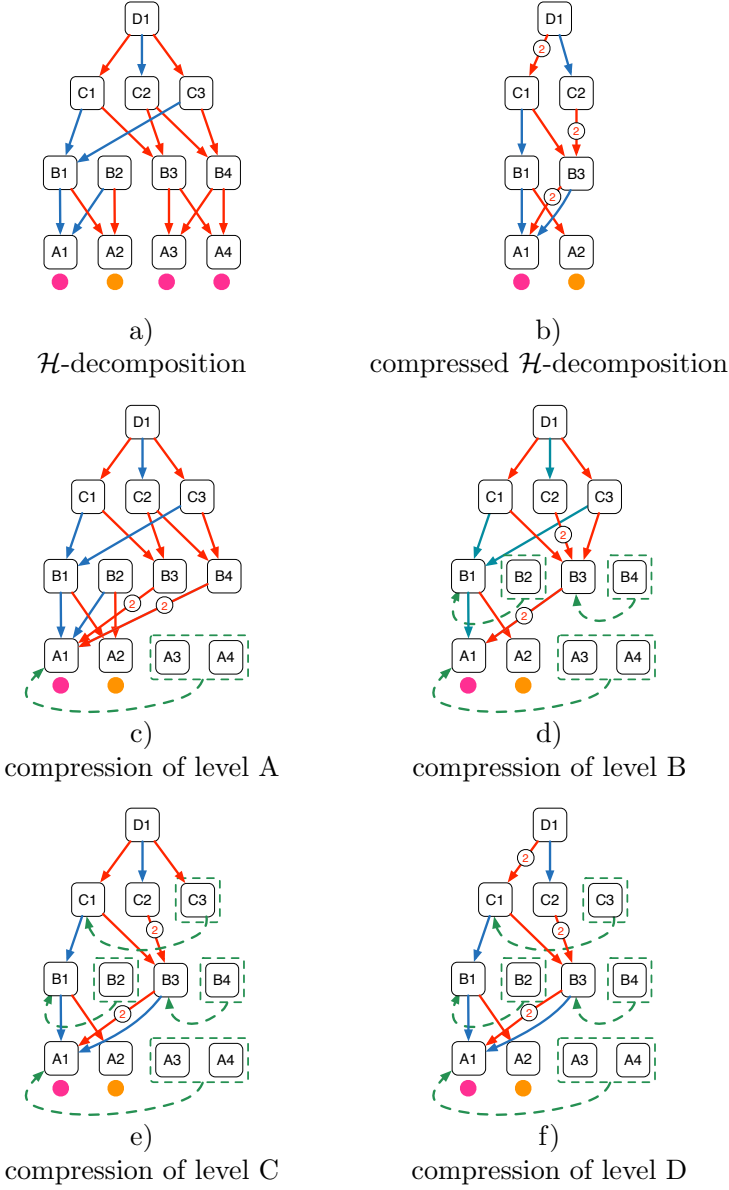 D1
D1
2
C1 C2 C3
C1 C2
2
B1 B2 B3 B4
B1 B3
2
A1 A2 A3 A4
A1 A2
a)
b)
ℋ-decomposition
compressed ℋ-decomposition
D1
D1
C1 C2 C3
C1 C2 C3
2
B1 B2 B3 B4
B1 B2 B3 B4
2 2
2
A1 A2 A3 A4
A1 A2 A3 A4
c)
d)
compression of level A
compression of level B
D1
D1
2
C1 C2 C3
C1 C2 C3
2
2
B1 B2 B3 B4
B1 B2 B3 B4
2
2
A1 A2 A3 A4
A1 A2 A3 A4
e)
f)
compression of level C
compression of level D